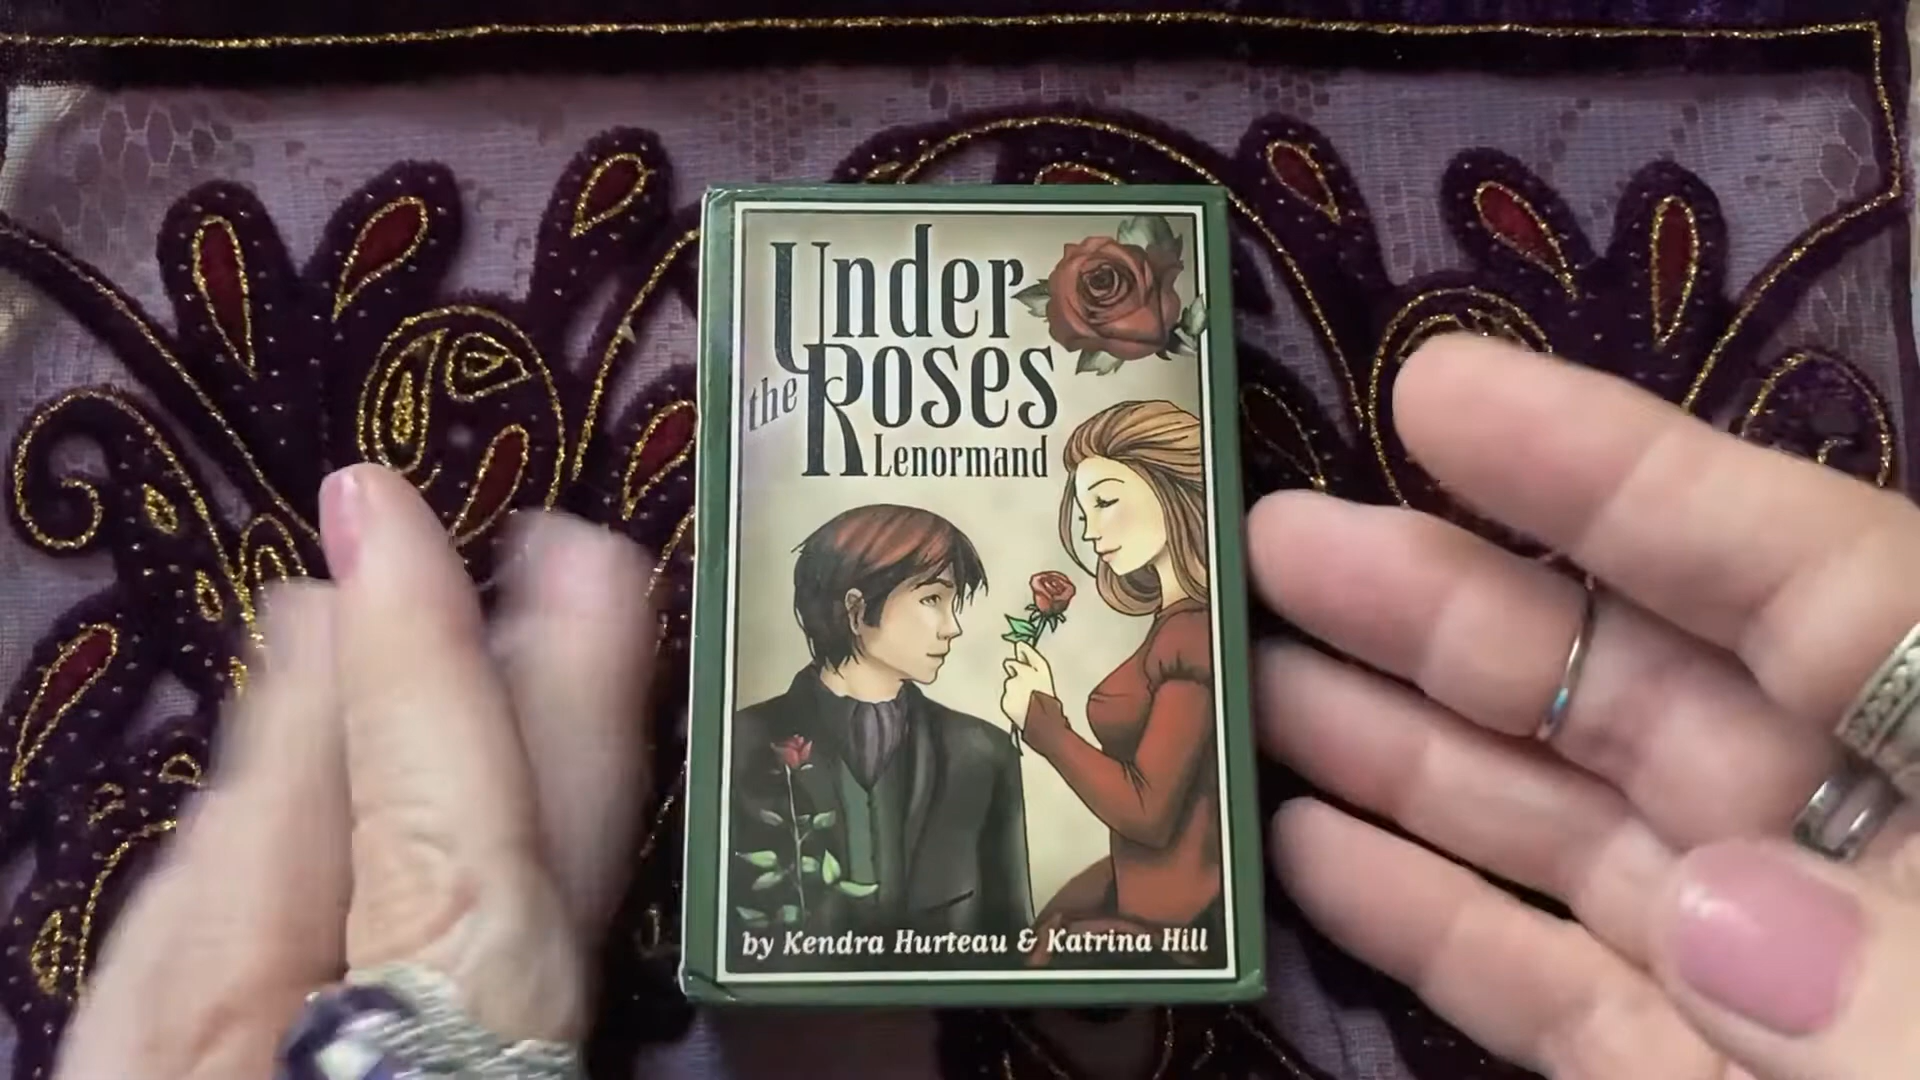 Under
the Roses
Lenormand
by Kendra Hurteau & Katrina Hill